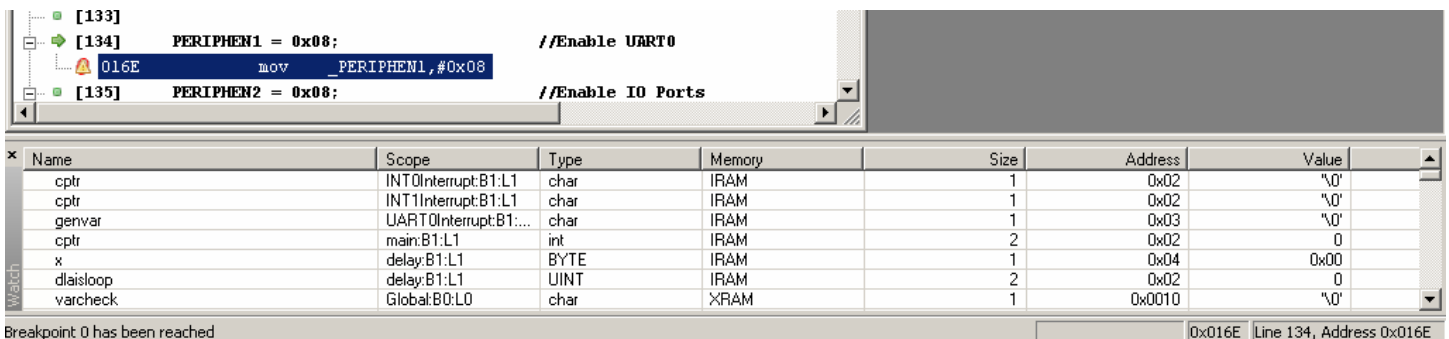 [133]
[134] PERIPHEN1 = 0x08; //Enable UART0
016E mov _PERIPHEN1,#0x08
[135] PERIPHEN2 = 0x08; //Enable IO Ports
× Name Scope Type Memory Size Address Value
cptr INT0Interrupt:B1:L1 char IRAM 1 0x02 '\0'
cptr INT1Interrupt:B1:L1 char IRAM 1 0x02 '\0'
genvar UART0Interrupt:B1:... char IRAM 1 0x03 '\0'
cptr main:B1:L1 int IRAM 2 0x02 0
x delay:B1:L1 BYTE IRAM 1 0x04 0x00
dlaisloop delay:B1:L1 UINT IRAM 2 0x02 0
varcheck Global:B0:L0 char XRAM 1 0x0010 '\0'
Watch
Breakpoint 0 has been reached 0x016E Line 134, Address 0x016E